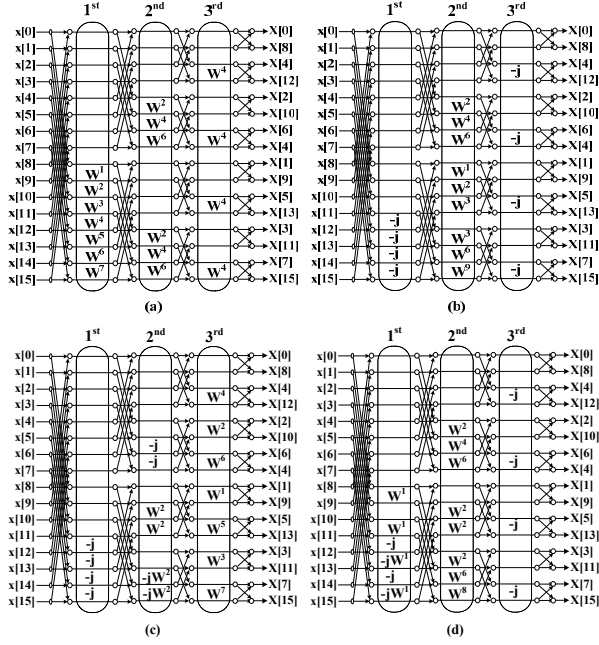 1st 2nd 3rd
x[0] X[0]
x[1] X[8]
x[2] X[4]
W⁴
x[3] X[12]
x[4] X[2]
W²
x[5] X[10]
W⁴
x[6] X[6]
W⁶ W⁴
x[7] X[4]
x[8] X[1]
W¹
x[9] X[9]
W²
x[10] X[5]
W³ W⁴
x[11] X[13]
W⁴
x[12] X[3]
W⁵ W²
x[13] X[11]
W⁶ W⁴
x[14] X[7]
W⁷ W⁶ W⁴
x[15] X[15]
(a)
1st 2nd 3rd
x[0] X[0]
x[1] X[8]
x[2] X[4]
-j
x[3] X[12]
x[4] X[2]
W²
x[5] X[10]
W⁴
x[6] X[6]
W⁶ -j
x[7] X[4]
x[8] X[1]
W¹
x[9] X[9]
W²
x[10] X[5]
W³ -j
x[11] X[13]
-j
x[12] X[3]
-j W³
x[13] X[11]
-j W⁶
x[14] X[7]
-j W⁹ -j
x[15] X[15]
(b)
1st 2nd 3rd
x[0] X[0]
x[1] X[8]
x[2] X[4]
W⁴
x[3] X[12]
x[4] X[2]
W²
x[5] X[10]
-j
x[6] X[6]
-j W⁶
x[7] X[4]
x[8] X[1]
W¹
x[9] X[9]
W²
x[10] X[5]
W² W⁵
x[11] X[13]
-j
x[12] X[3]
-j W³
x[13] X[11]
-j -jW²
x[14] X[7]
-j -jW² W⁷
x[15] X[15]
(c)
1st 2nd 3rd
x[0] X[0]
x[1] X[8]
x[2] X[4]
-j
x[3] X[12]
x[4] X[2]
W²
x[5] X[10]
W⁴
x[6] X[6]
W⁶ -j
x[7] X[4]
x[8] X[1]
W¹
x[9] X[9]
W²
x[10] X[5]
W¹ W² -j
x[11] X[13]
-j
x[12] X[3]
-jW¹ W²
x[13] X[11]
-j W⁶
x[14] X[7]
-jW¹ W⁸ -j
x[15] X[15]
(d)